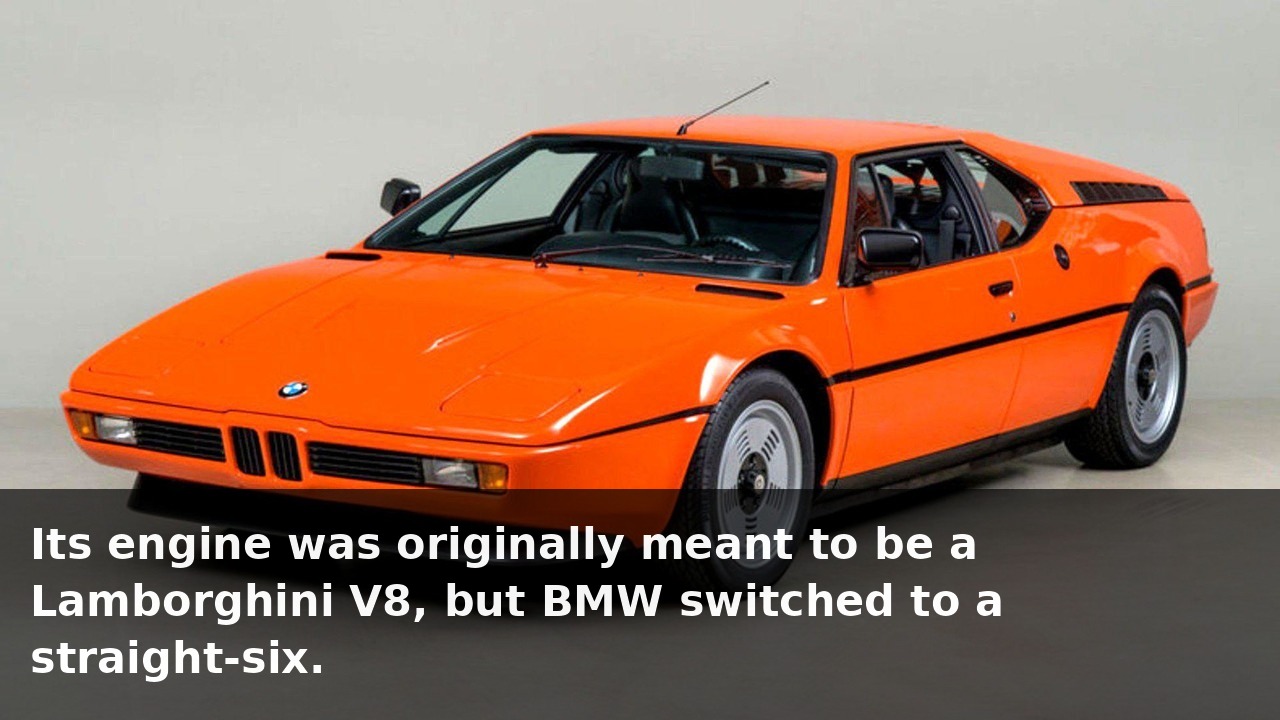 Its engine was originally meant to be a
Lamborghini V8, but BMW switched to a
straight-six.